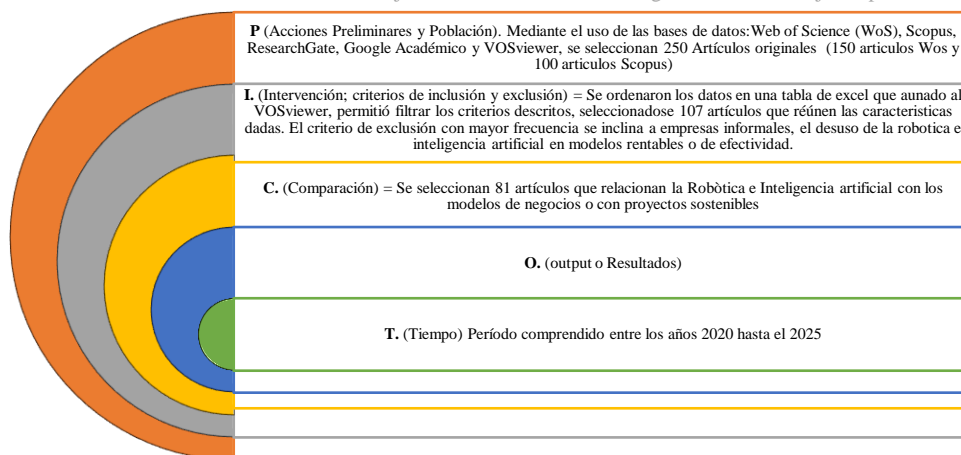 P (Acciones Preliminares y Población). Mediante el uso de las bases de datos:Web of Science (WoS), Scopus,
ResearchGate, Google Académico y VOSviewer, se seleccionan 250 Artículos originales (150 articulos Wos y
100 articulos Scopus)
I. (Intervención; criterios de inclusión y exclusión) = Se ordenaron los datos en una tabla de excel que aunado al
VOSviewer, permitió filtrar los criterios descritos, seleccionadose 107 artículos que réúnen las caracteristicas
dadas. El criterio de exclusión con mayor frecuencia se inclina a empresas informales, el desuso de la robotica e
inteligencia artificial en modelos rentables o de efectividad.
C. (Comparación) = Se seleccionan 81 artículos que relacionan la Robòtica e Inteligencia artificial con los
modelos de negocios o con proyectos sostenibles
O. (output o Resultados)
T. (Tiempo) Período comprendido entre los años 2020 hasta el 2025